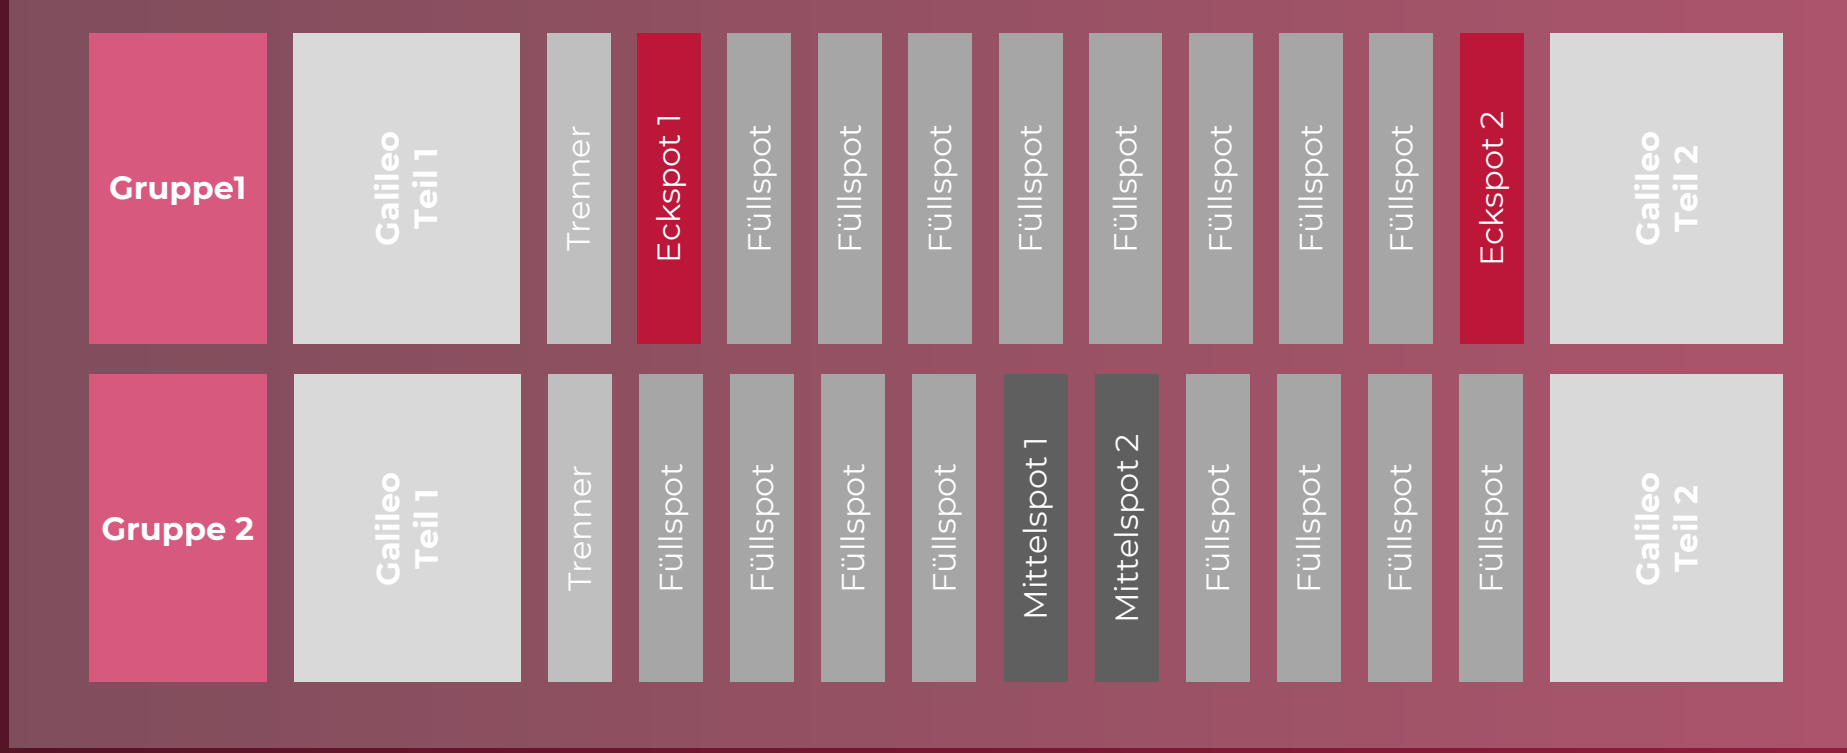 Gruppe1
Galileo
Teil 1
Trenner
Eckspot 1
Füllspot
Füllspot
Füllspot
Füllspot
Füllspot
Füllspot
Füllspot
Füllspot
Eckspot 2
Galileo
Teil 2
Gruppe 2
Galileo
Teil 1
Trenner
Füllspot
Füllspot
Füllspot
Füllspot
Mittelspot 1
Mittelspot 2
Füllspot
Füllspot
Füllspot
Füllspot
Galileo
Teil 2